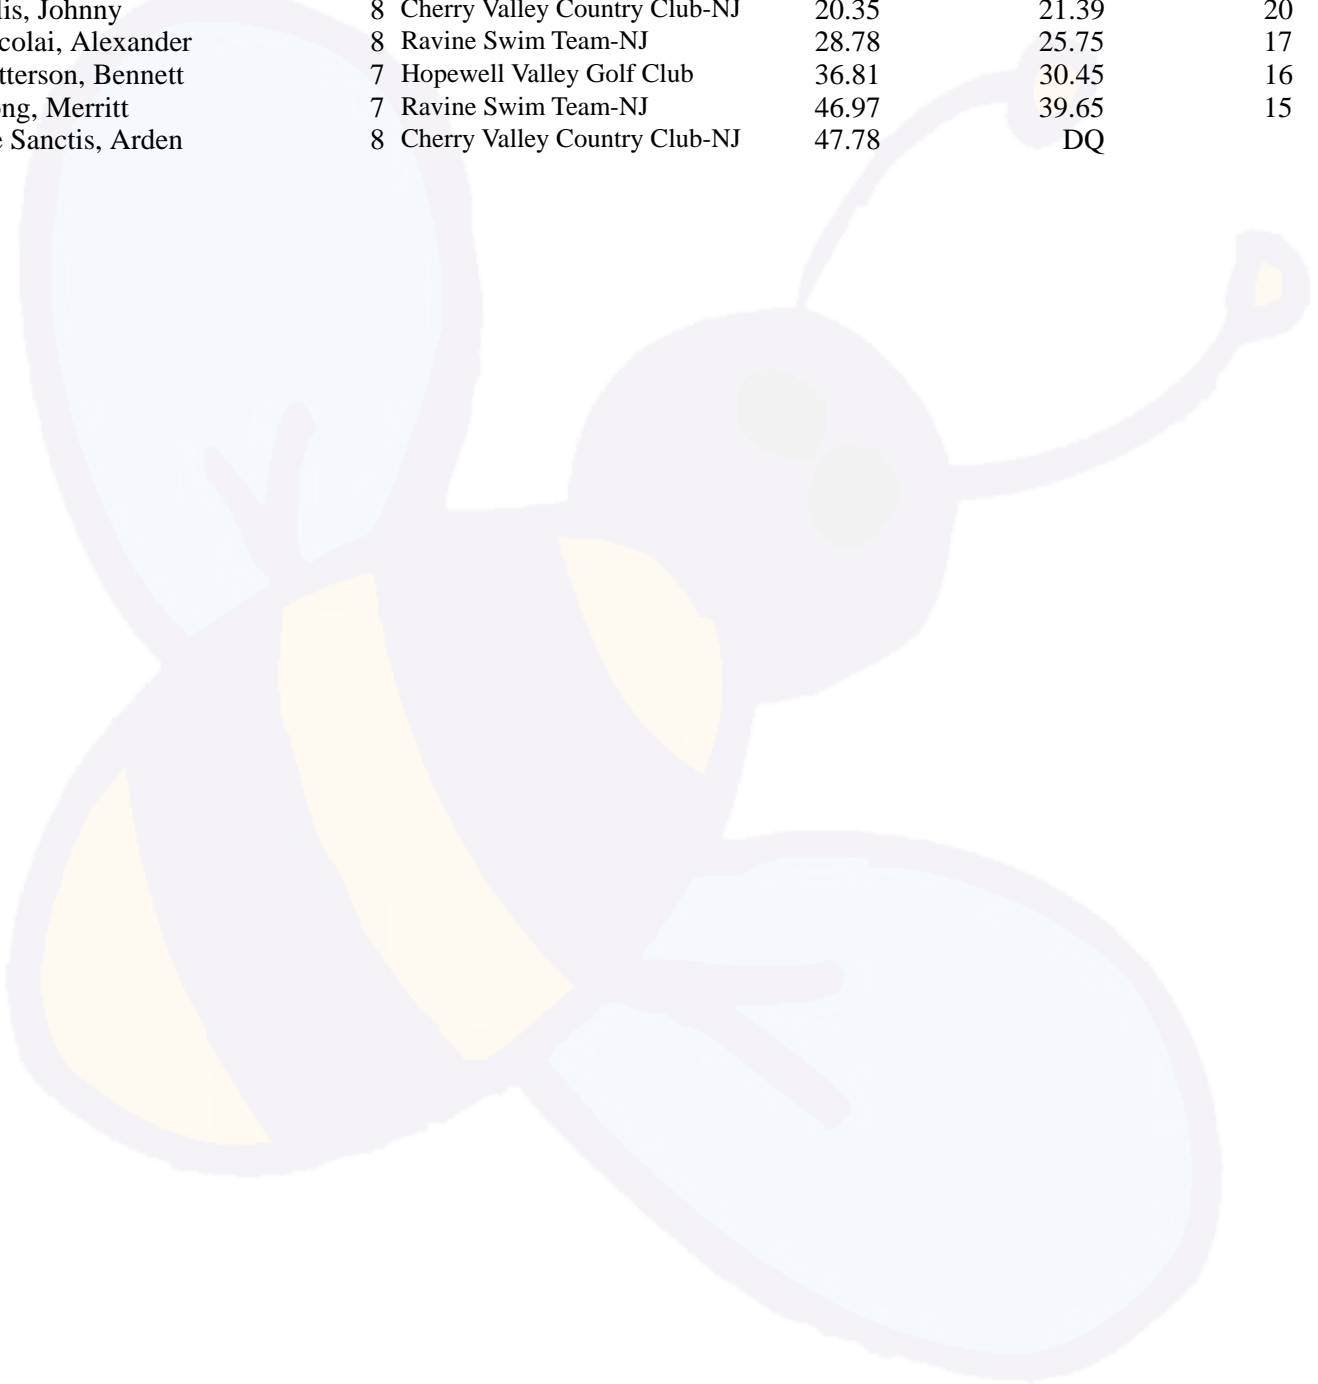 lis, Johnny 8 Cherry Valley Country Club-NJ 20.35 21.39 20
colai, Alexander 8 Ravine Swim Team-NJ 28.78 25.75 17
tterson, Bennett 7 Hopewell Valley Golf Club 36.81 30.45 16
ong, Merritt 7 Ravine Swim Team-NJ 46.97 39.65 15
e Sanctis, Arden 8 Cherry Valley Country Club-NJ 47.78 DQ